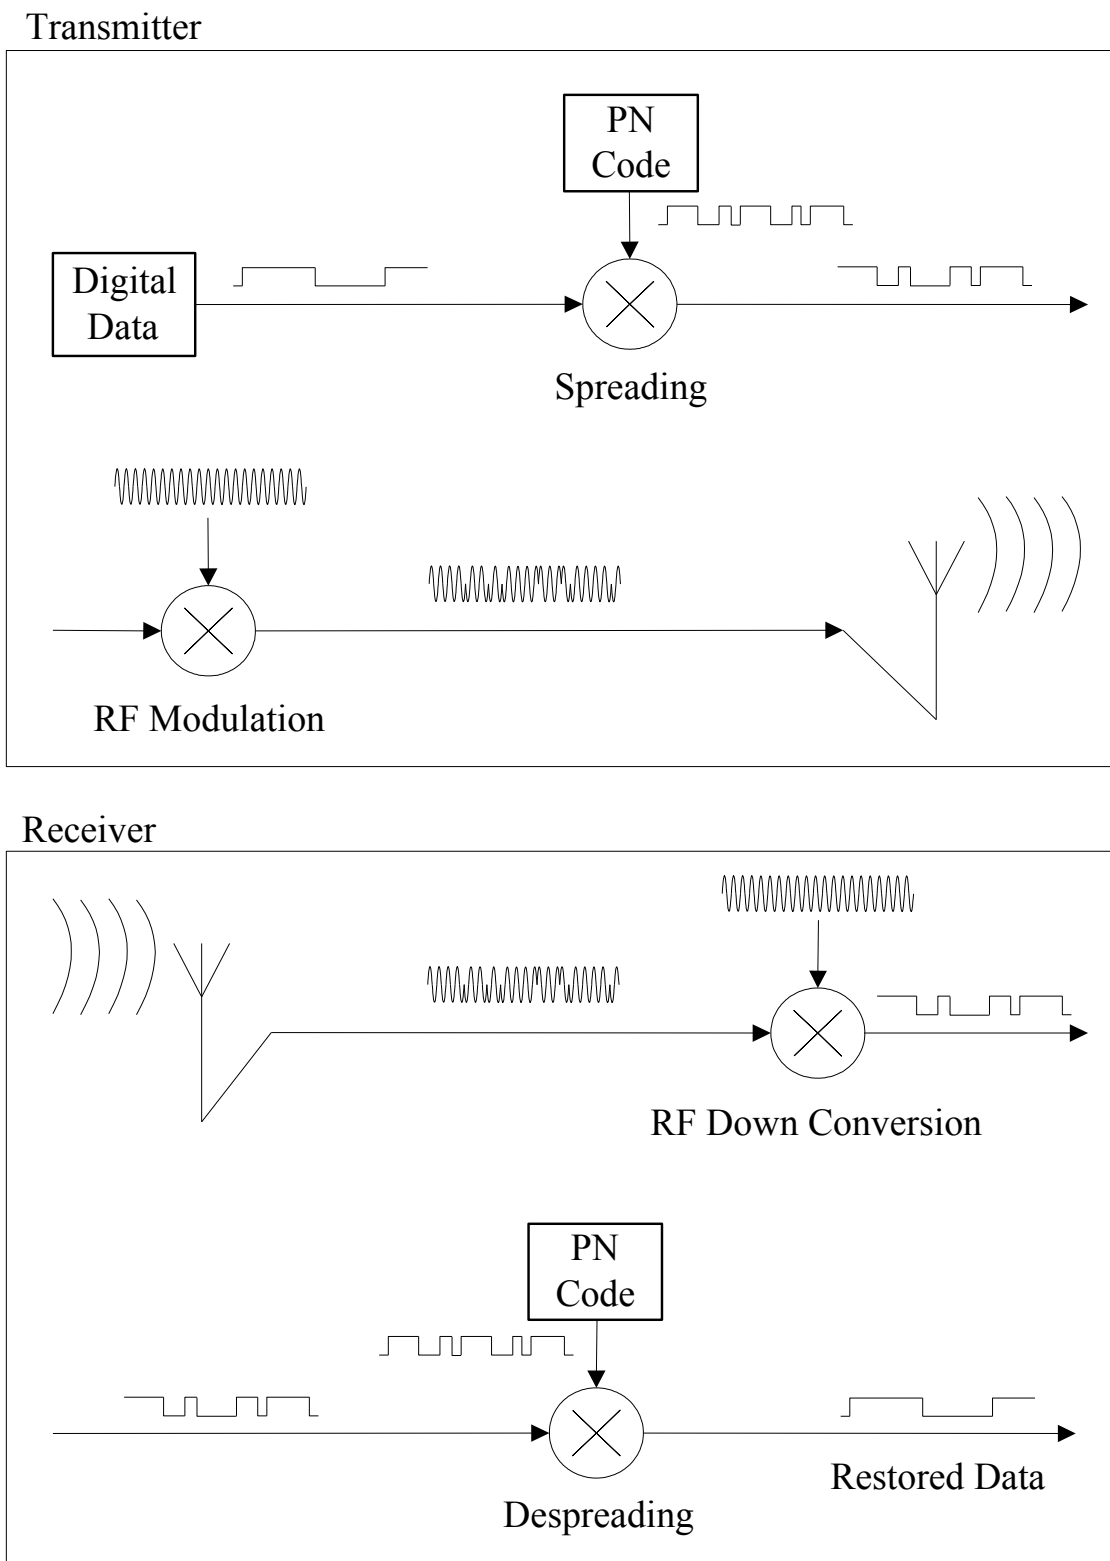 Transmitter
PN
Code
Digital
Data
Spreading
RF Modulation
Receiver
RF Down Conversion
PN
Code
Restored Data
Despreading